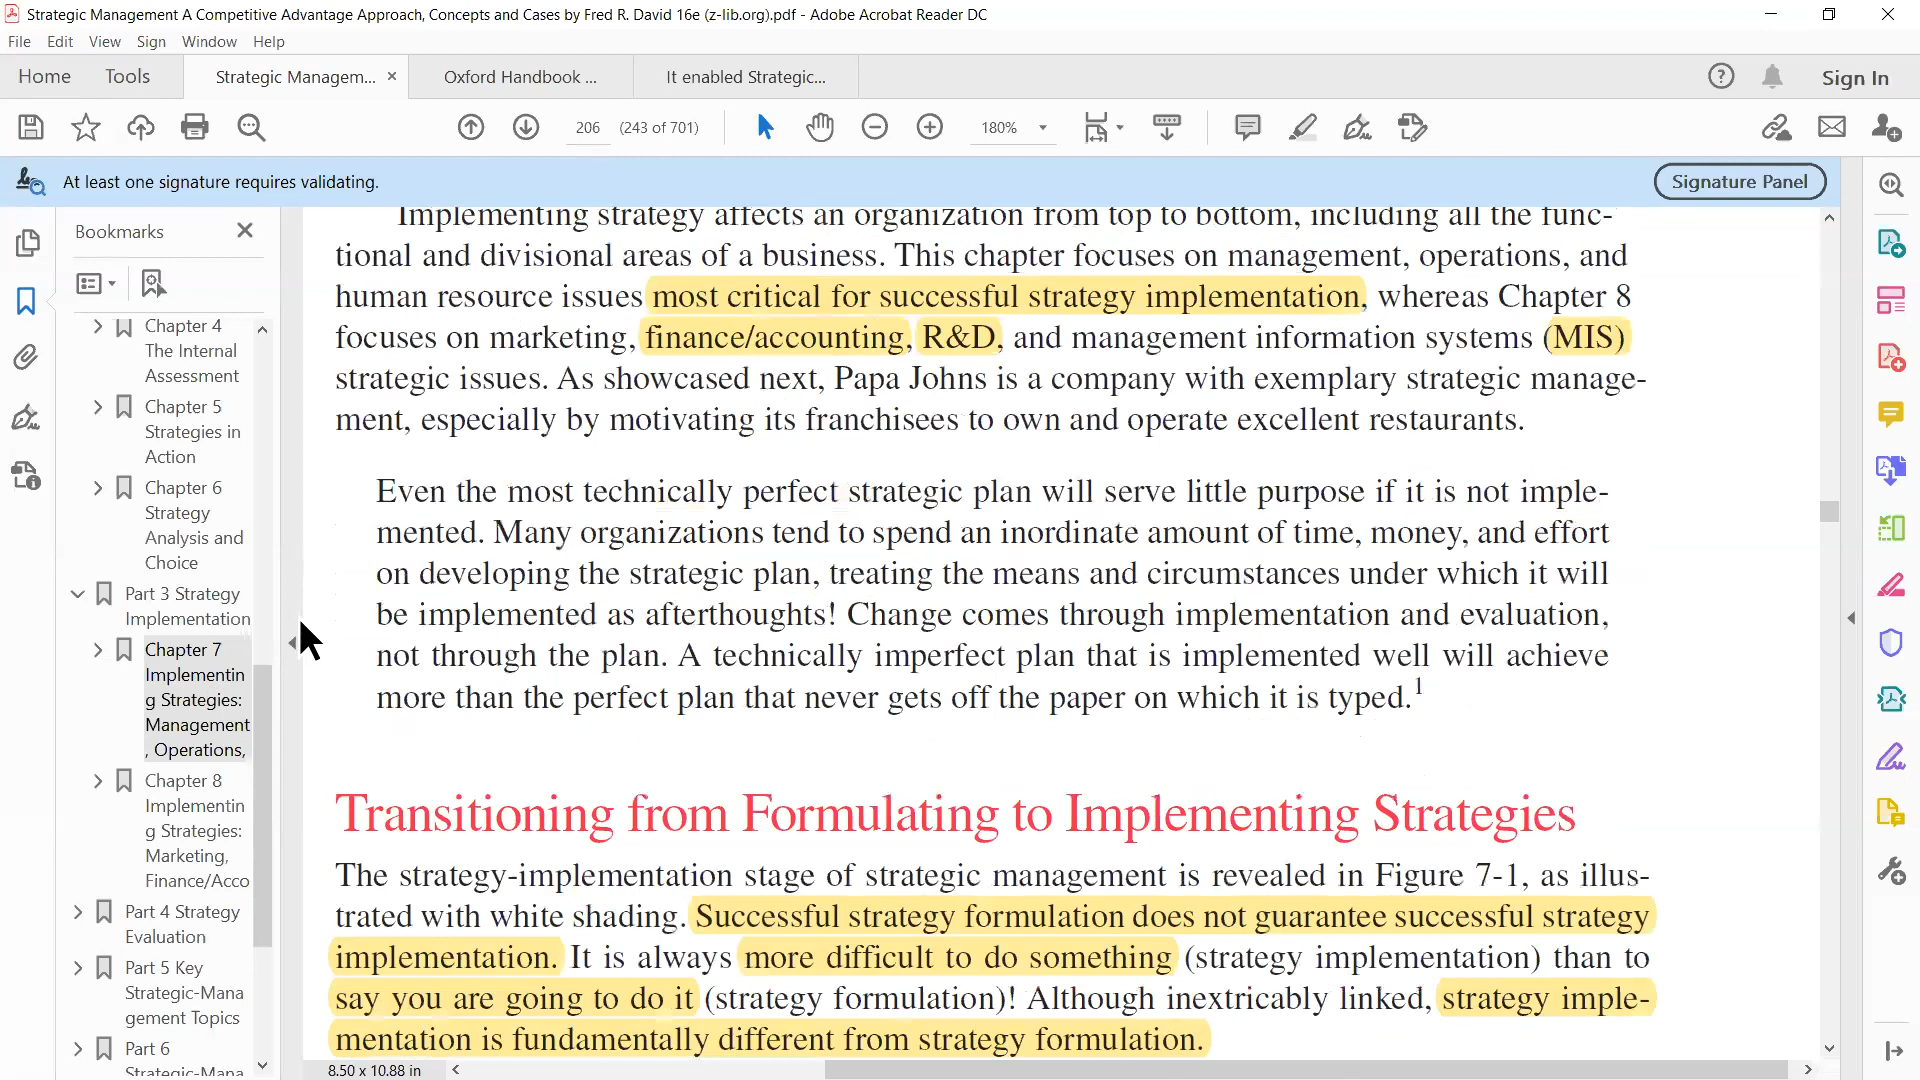 Strategic Management A Competitive Advantage Approach, Concepts and Cases by Fred R. David 16e (z-lib.org).pdf - Adobe Acrobat Reader DC
File Edit View Sign Window Help
Home Tools Strategic Managem... Oxford Handbook ... It enabled Strategic... Sign In
206 (243 of 701) 180%
At least one signature requires validating. Signature Panel
Bookmarks
Chapter 4
The Internal
Assessment
Chapter 5
Strategies in
Action
Chapter 6
Strategy
Analysis and
Choice
Part 3 Strategy
Implementation
Chapter 7
Implementin
g Strategies:
Management
, Operations,
Chapter 8
Implementin
g Strategies:
Marketing,
Finance/Acco
Part 4 Strategy
Evaluation
Part 5 Key
Strategic-Mana
gement Topics
Part 6
Strategic-Mana
Implementing strategy affects an organization from top to bottom, including all the func-
tional and divisional areas of a business. This chapter focuses on management, operations, and
human resource issues most critical for successful strategy implementation, whereas Chapter 8
focuses on marketing, finance/accounting, R&D, and management information systems (MIS)
strategic issues. As showcased next, Papa Johns is a company with exemplary strategic manage-
ment, especially by motivating its franchisees to own and operate excellent restaurants.
Even the most technically perfect strategic plan will serve little purpose if it is not imple-
mented. Many organizations tend to spend an inordinate amount of time, money, and effort
on developing the strategic plan, treating the means and circumstances under which it will
be implemented as afterthoughts! Change comes through implementation and evaluation,
not through the plan. A technically imperfect plan that is implemented well will achieve
more than the perfect plan that never gets off the paper on which it is typed.1
Transitioning from Formulating to Implementing Strategies
The strategy-implementation stage of strategic management is revealed in Figure 7-1, as illus-
trated with white shading. Successful strategy formulation does not guarantee successful strategy
implementation. It is always more difficult to do something (strategy implementation) than to
say you are going to do it (strategy formulation)! Although inextricably linked, strategy imple-
mentation is fundamentally different from strategy formulation.
8.50 x 10.88 in